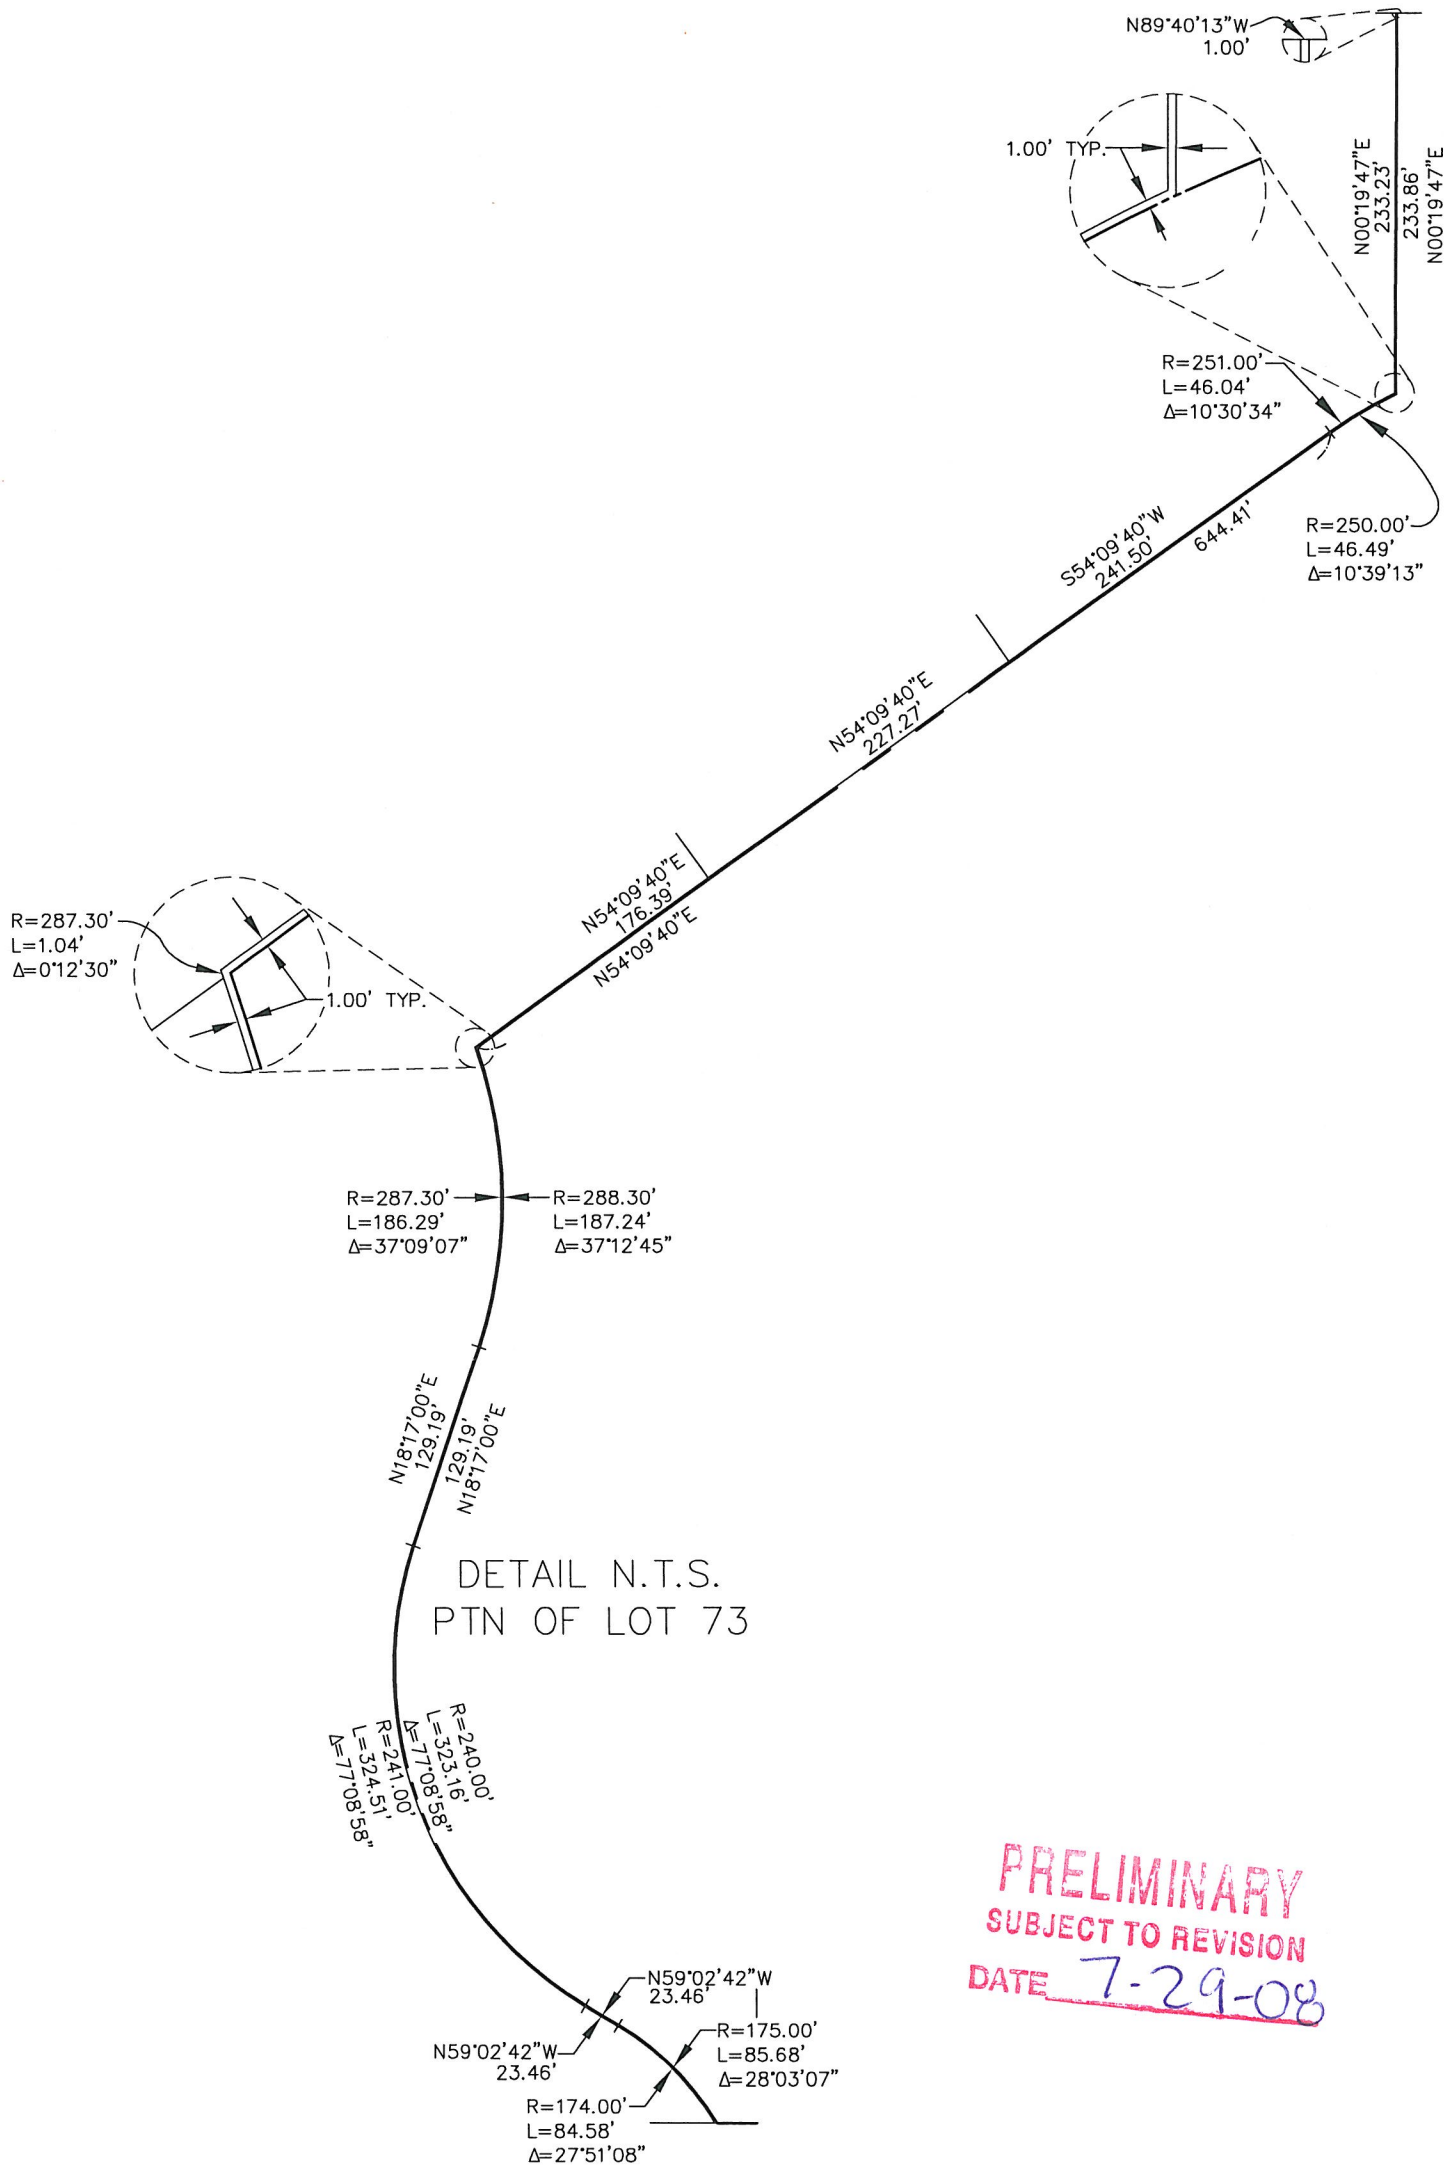 N89°40'13"W
1.00'
1.00' TYP.
N00°19'47"E
233.23'
233.86'
N00°19'47"E
R=251.00'
L=46.04'
Δ=10°30'34"
R=250.00'
L=46.49'
Δ=10°39'13"
S54°09'40"W
241.50'
644.41'
N54°09'40"E
227.27'
N54°09'40"E
176.39'
N54°09'40"E
R=287.30'
L=1.04'
Δ=0°12'30"
1.00' TYP.
R=287.30'
L=186.29'
Δ=37°09'07"
R=288.30'
L=187.24'
Δ=37°12'45"
N18°17'00"E
129.19'
129.19'
N18°17'00"E
DETAIL N.T.S.
PTN OF LOT 73
R=240.00'
L=323.16'
Δ=77°08'58"
R=241.00'
L=324.51'
Δ=77°08'58"
N59°02'42"W
23.46'
N59°02'42"W
23.46'
R=175.00'
L=85.68'
Δ=28°03'07"
R=174.00'
L=84.58'
Δ=27°51'08"
PRELIMINARY
SUBJECT TO REVISION
DATE 7-29-08